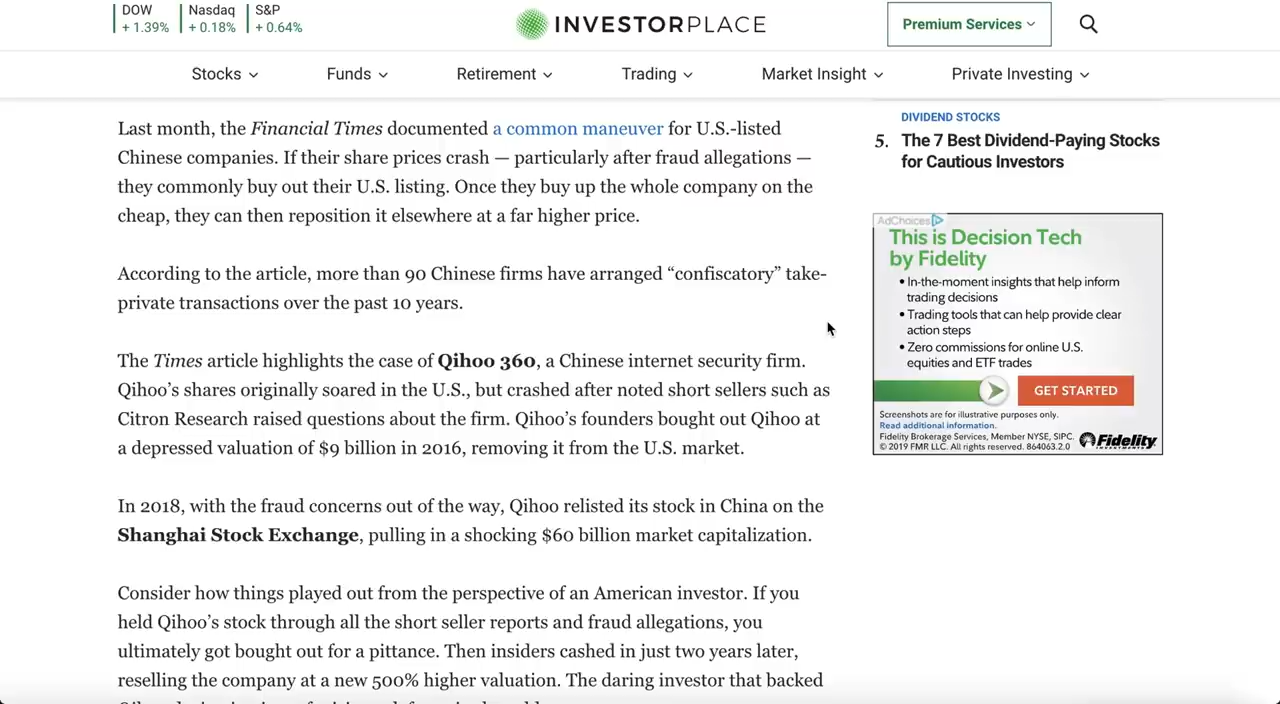 DOW
+ 1.39%
Nasdaq
+ 0.18%
S&P
+ 0.64%
INVESTORPLACE
Premium Services
Stocks
Funds
Retirement
Trading
Market Insight
Private Investing
Last month, the Financial Times documented a common maneuver for U.S.-listed
Chinese companies. If their share prices crash — particularly after fraud allegations —
they commonly buy out their U.S. listing. Once they buy up the whole company on the
cheap, they can then reposition it elsewhere at a far higher price.
According to the article, more than 90 Chinese firms have arranged “confiscatory” take-
private transactions over the past 10 years.
The Times article highlights the case of Qihoo 360, a Chinese internet security firm.
Qihoo’s shares originally soared in the U.S., but crashed after noted short sellers such as
Citron Research raised questions about the firm. Qihoo’s founders bought out Qihoo at
a depressed valuation of $9 billion in 2016, removing it from the U.S. market.
In 2018, with the fraud concerns out of the way, Qihoo relisted its stock in China on the
Shanghai Stock Exchange, pulling in a shocking $60 billion market capitalization.
Consider how things played out from the perspective of an American investor. If you
held Qihoo’s stock through all the short seller reports and fraud allegations, you
ultimately got bought out for a pittance. Then insiders cashed in just two years later,
reselling the company at a new 500% higher valuation. The daring investor that backed
DIVIDEND STOCKS
5. The 7 Best Dividend-Paying Stocks
for Cautious Investors
AdChoices
This is Decision Tech
by Fidelity
• In-the-moment insights that help inform
trading decisions
• Trading tools that can help provide clear
action steps
• Zero commissions for online U.S.
equities and ETF trades
GET STARTED
Screenshots are for illustrative purposes only.
Read additional information.
Fidelity Brokerage Services, Member NYSE, SIPC.
© 2019 FMR LLC. All rights reserved. 864063.2.0
Fidelity
INVESTMENTS